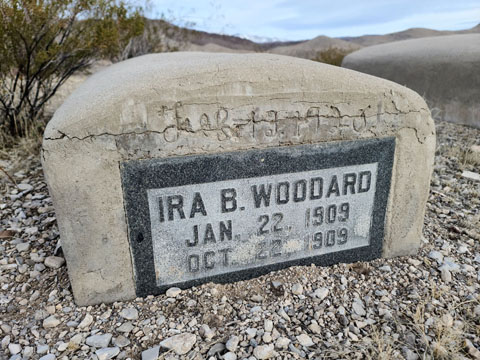 IRA B. WOODARD
JAN. 22, 1909
OCT. 22, 1909